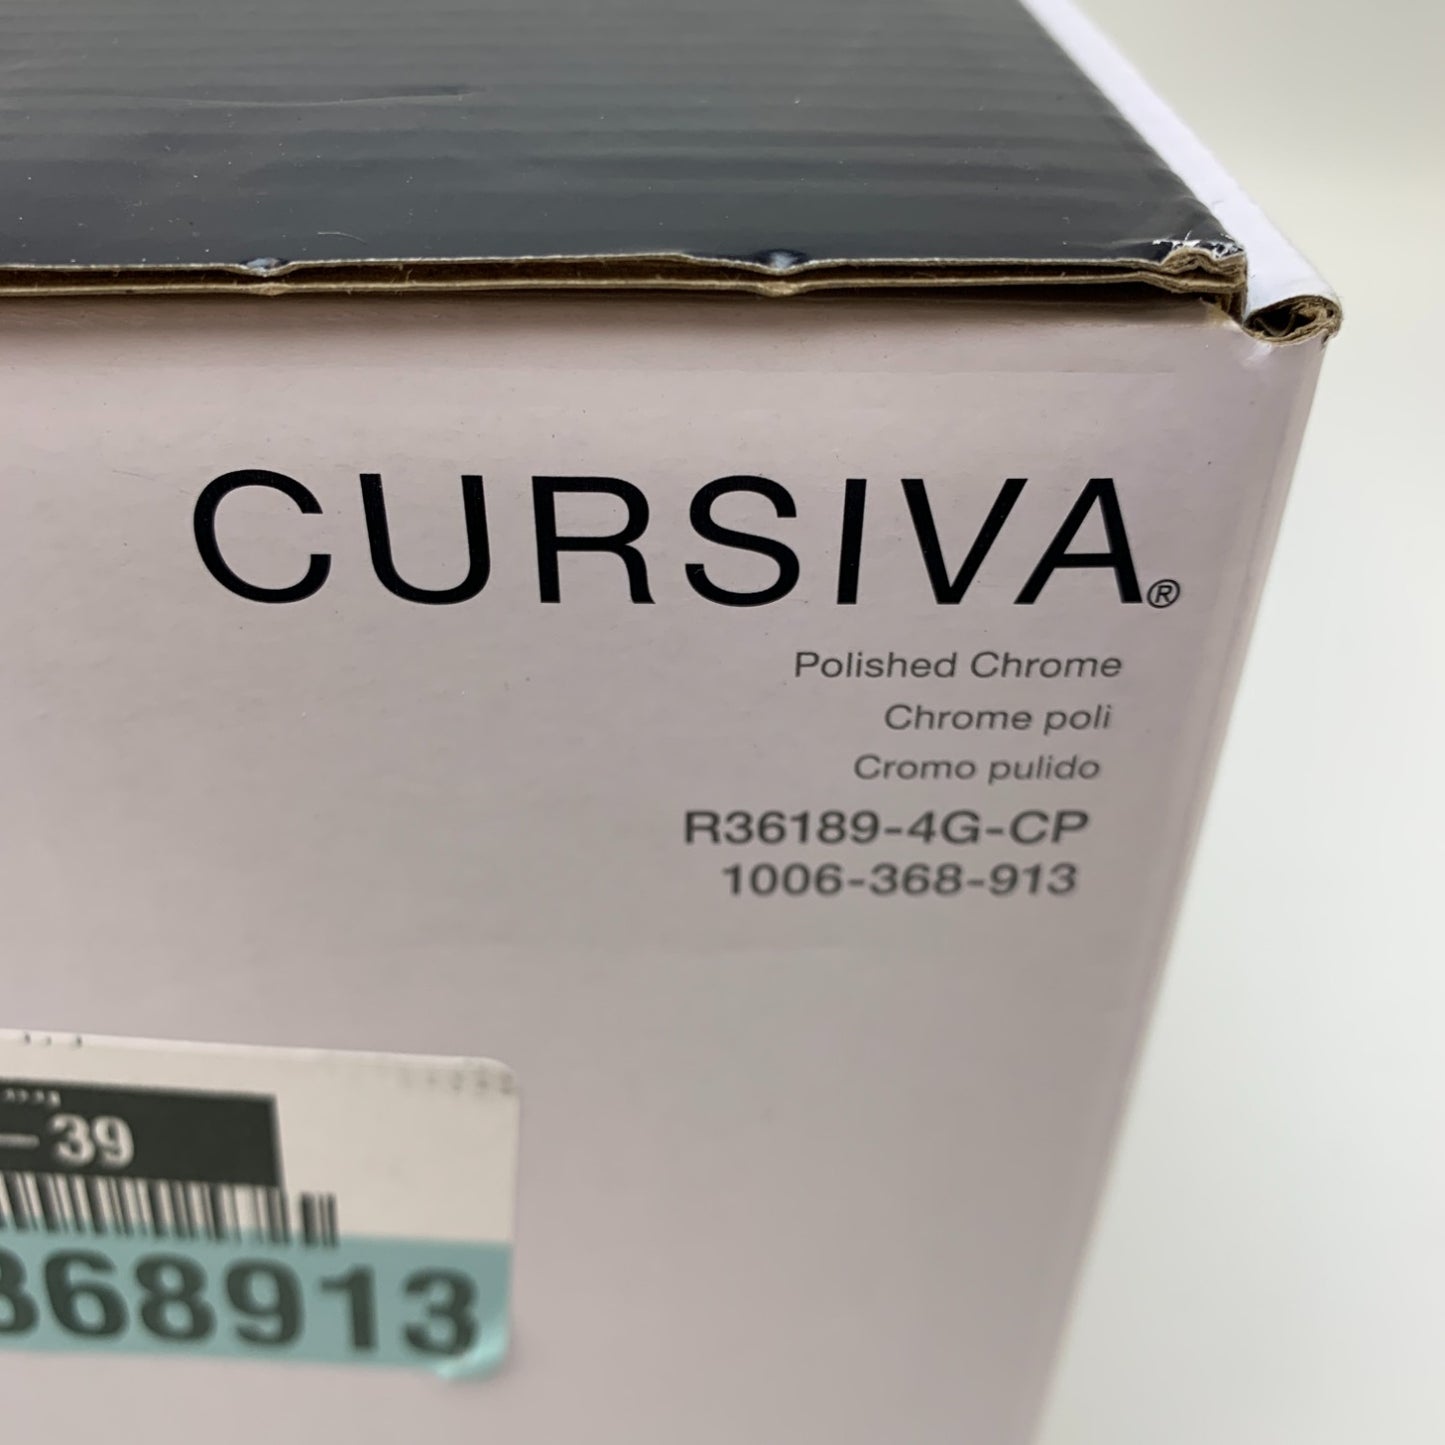 CURSIVA®
Polished Chrome
Chrome poli
Cromo pulido
R36189-4G-CP
1006-368-913
39
368913